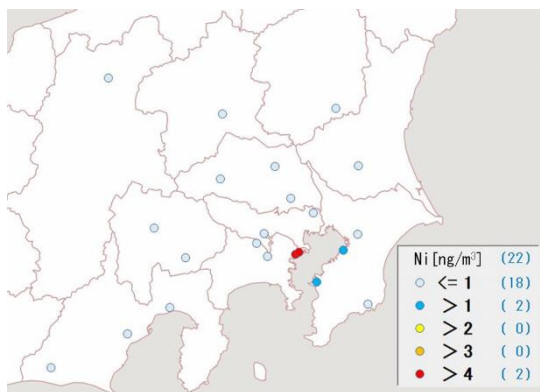 Ni[ng/m³] (22)
<= 1 (18)
> 1 ( 2)
> 2 ( 0)
> 3 ( 0)
> 4 ( 2)